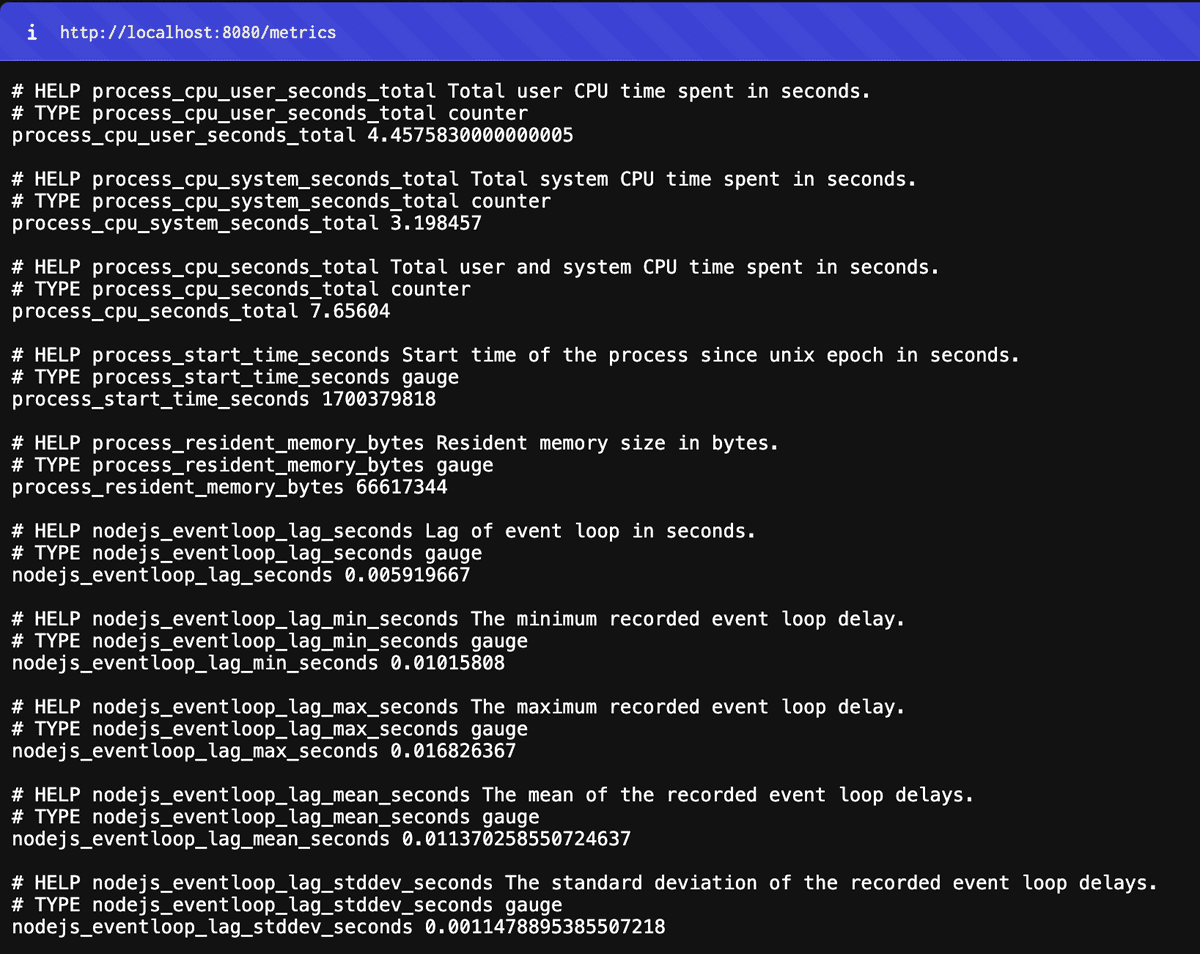 i http://localhost:8080/metrics
# HELP process_cpu_user_seconds_total Total user CPU time spent in seconds.
# TYPE process_cpu_user_seconds_total counter
process_cpu_user_seconds_total 4.4575830000000005
# HELP process_cpu_system_seconds_total Total system CPU time spent in seconds.
# TYPE process_cpu_system_seconds_total counter
process_cpu_system_seconds_total 3.198457
# HELP process_cpu_seconds_total Total user and system CPU time spent in seconds.
# TYPE process_cpu_seconds_total counter
process_cpu_seconds_total 7.65604
# HELP process_start_time_seconds Start time of the process since unix epoch in seconds.
# TYPE process_start_time_seconds gauge
process_start_time_seconds 1700379818
# HELP process_resident_memory_bytes Resident memory size in bytes.
# TYPE process_resident_memory_bytes gauge
process_resident_memory_bytes 66617344
# HELP nodejs_eventloop_lag_seconds Lag of event loop in seconds.
# TYPE nodejs_eventloop_lag_seconds gauge
nodejs_eventloop_lag_seconds 0.005919667
# HELP nodejs_eventloop_lag_min_seconds The minimum recorded event loop delay.
# TYPE nodejs_eventloop_lag_min_seconds gauge
nodejs_eventloop_lag_min_seconds 0.01015808
# HELP nodejs_eventloop_lag_max_seconds The maximum recorded event loop delay.
# TYPE nodejs_eventloop_lag_max_seconds gauge
nodejs_eventloop_lag_max_seconds 0.016826367
# HELP nodejs_eventloop_lag_mean_seconds The mean of the recorded event loop delays.
# TYPE nodejs_eventloop_lag_mean_seconds gauge
nodejs_eventloop_lag_mean_seconds 0.011370258550724637
# HELP nodejs_eventloop_lag_stddev_seconds The standard deviation of the recorded event loop delays.
# TYPE nodejs_eventloop_lag_stddev_seconds gauge
nodejs_eventloop_lag_stddev_seconds 0.0011478895385507218